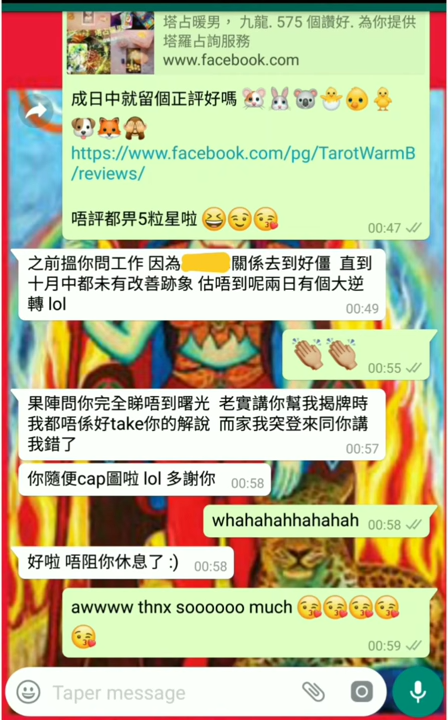 塔占暖男， 九龍. 575 個讚好. 為你提供
塔羅占詢服務
www.facebook.com
成日中就留個正評好嗎 🐹🐰🐨🐣🐤🐥
🐶🦊🙈
https://www.facebook.com/pg/TarotWarmB
/reviews/
唔評都畀5粒星啦 😆😉😘
00:47
之前搵你問工作 因為 關係去到好僵 直到
十月中都未有改善跡象 估唔到呢兩日有個大逆
轉 lol
00:49
👏🏼👏🏼
00:55
果陣問你完全睇唔到曙光 老實講你幫我揭牌時
我都唔係好take你的解說 而家我突登來同你講
我錯了
00:57
你隨便cap圖啦 lol 多謝你
00:58
whahahahhahahah
00:58
好啦 唔阻你休息了 :)
00:58
awwww thnx soooooo much 😘😘😘😘
😘
00:59
Taper message